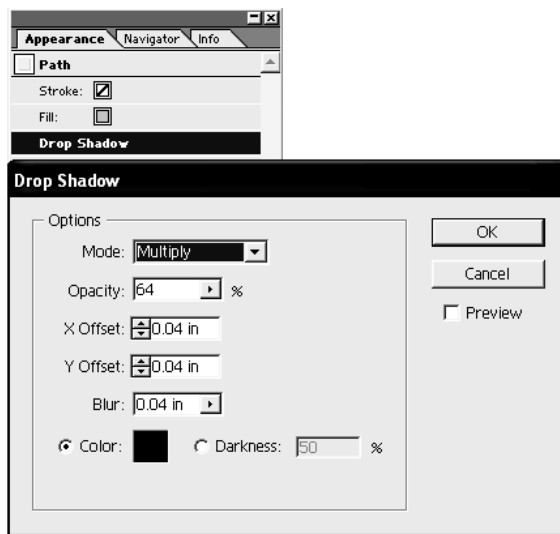 Appearance Navigator Info
Path
Stroke:
Fill:
Drop Shadow
Drop Shadow
Options
Mode: Multiply
Opacity: 64 %
X Offset: 0.04 in
Y Offset: 0.04 in
Blur: 0.04 in
Color: Darkness: 50 %
OK
Cancel
Preview